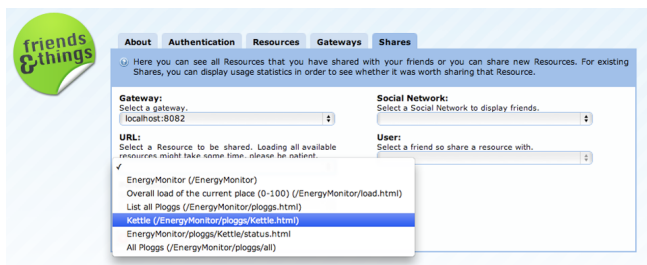 friends
&things
About Authentication Resources Gateways Shares
Here you can see all Resources that you have shared with your friends or you can share new Resources. For existing
Shares, you can display usage statistics in order to see whether it was worth sharing that Resource.
Gateway:
Select a gateway.
localhost:8082
Social Network:
Select a Social Network to display friends.
URL:
Select a Resource to be shared. Loading all available
resources might take some time, please be patient.
User:
Select a friend so share a resource with.
EnergyMonitor (/EnergyMonitor)
Overall load of the current place (0-100) (/EnergyMonitor/load.html)
List all Ploggs (/EnergyMonitor/ploggs.html)
Kettle (/EnergyMonitor/ploggs/Kettle.html)
EnergyMonitor/ploggs/Kettle/status.html
All Ploggs (/EnergyMonitor/ploggs/all)